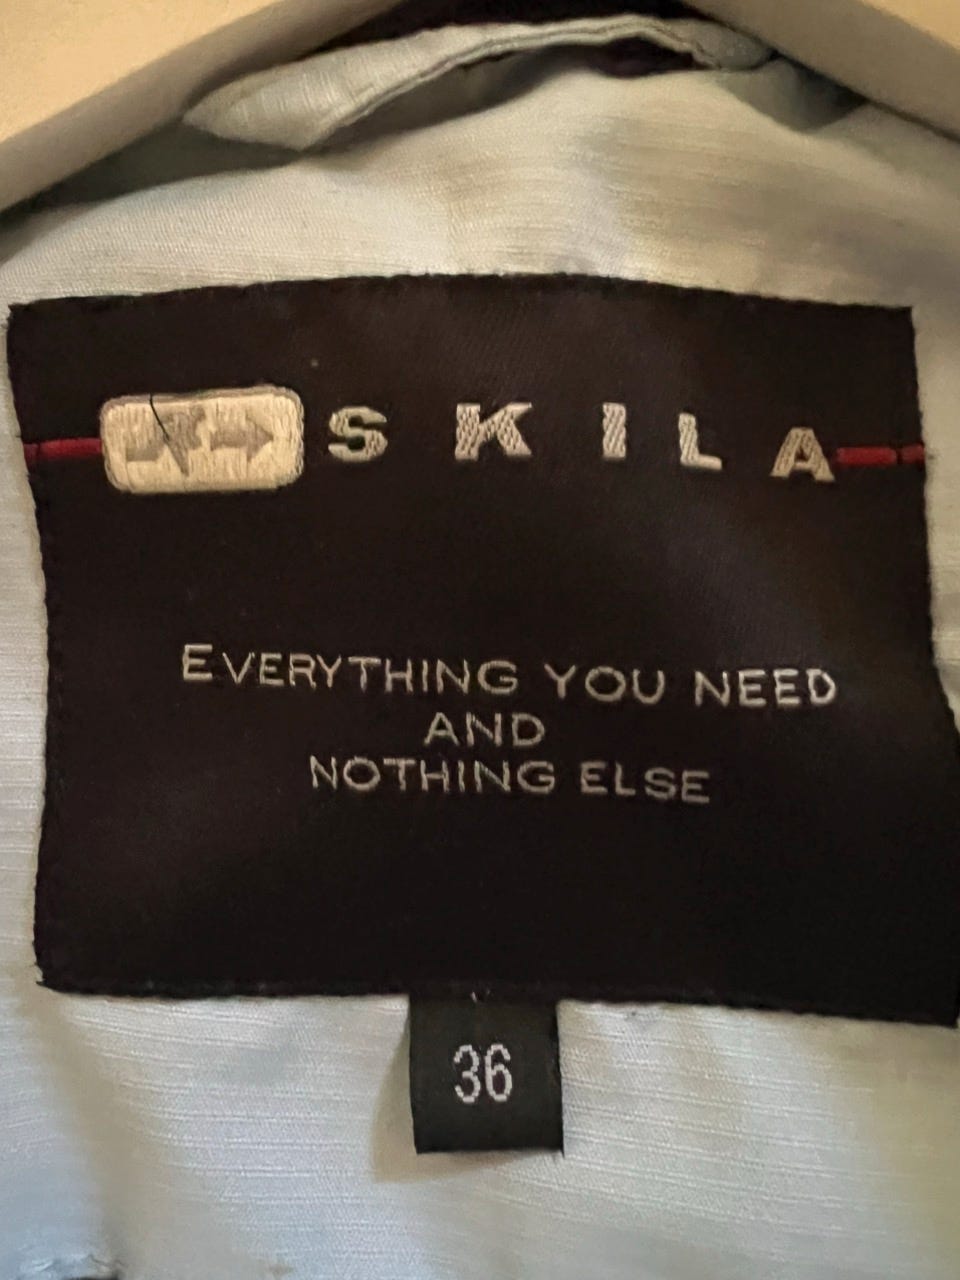 SKILA
EVERYTHING YOU NEED
AND
NOTHING ELSE
36